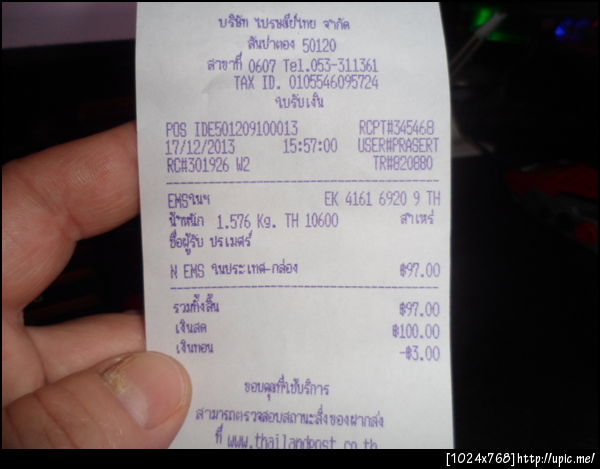 บริษัท ไปรษณีย์ไทย จำกัด
สันป่าตอง 50120
สาขาที่ 0607 Tel.053-311361
TAX ID. 0105546095724
ใบรับเงิน
POS IDE501209100013 RCPT#345468
17/12/2013 15:57:00 USER#PRASERT
RC#301926 W2 TR#820880
EMSในฯ EK 4161 6920 9 TH
น้ำหนัก 1.576 Kg. TH 10600 สำเหร่
ชื่อผู้รับ ปรเมศร์
N EMS ในประเทศ-กล่อง ฿97.00
รวมทั้งสิ้น ฿97.00
เงินสด ฿100.00
เงินทอน -฿3.00
ขอบคุณที่ใช้บริการ
สามารถตรวจสอบสถานะสิ่งของฝากส่ง
ที่ www.thailandpost.co.th
[1024x768]http://upic.me/